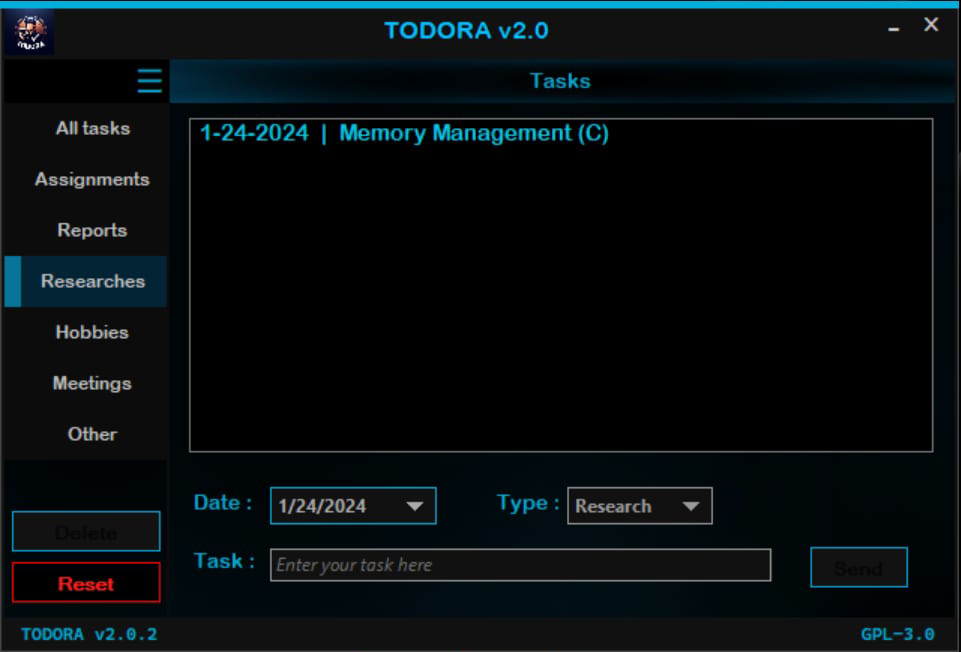 TODORA v2.0
Tasks
All tasks
Assignments
Reports
Researches
Hobbies
Meetings
Other
Delete
Reset
1-24-2024 | Memory Management (C)
Date : 1/24/2024 Type : Research
Task : Enter your task here Send
TODORA v2.0.2 GPL-3.0